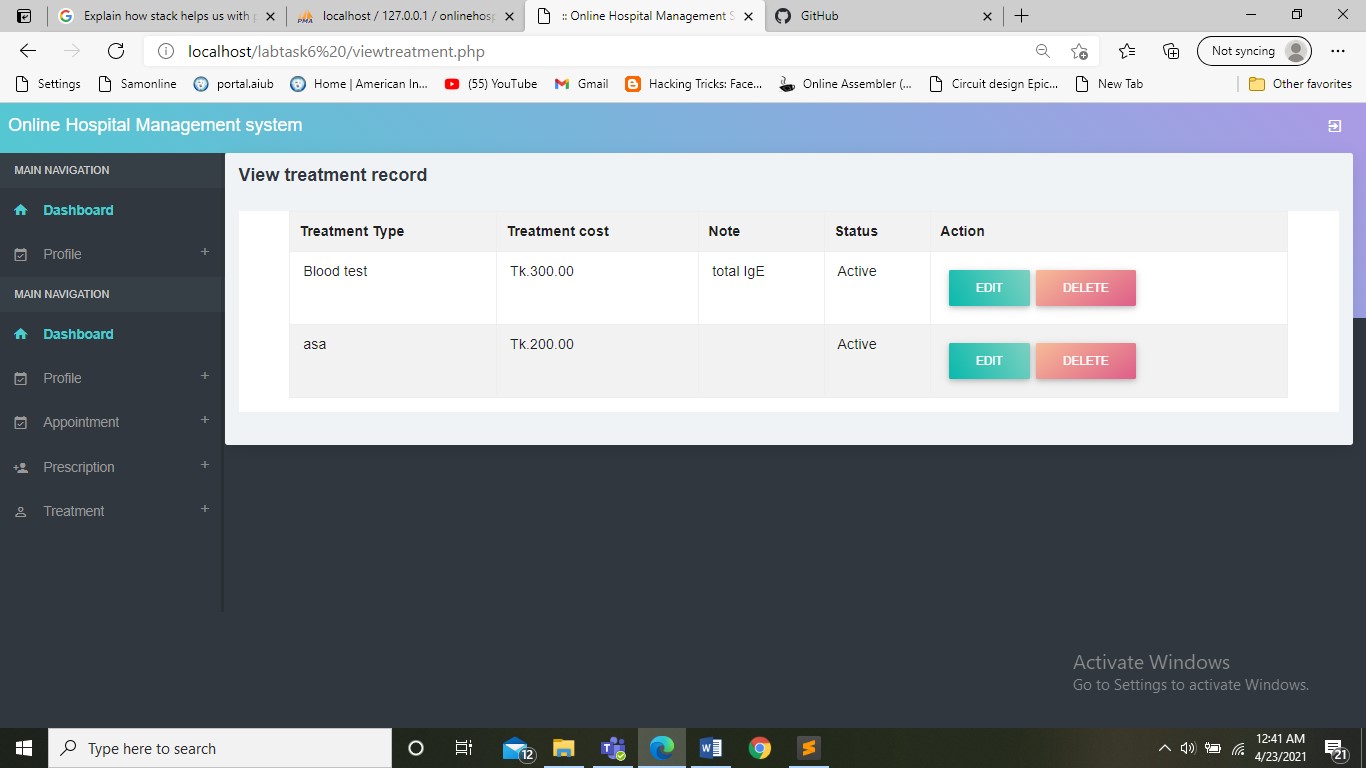 Explain how stack helps us with
localhost / 127.0.0.1 / onlinehosp
:: Online Hospital Management S
GitHub
localhost/labtask6%20/viewtreatment.php
Not syncing
Settings
Samonline
portal.aiub
Home | American In...
(55) YouTube
Gmail
Hacking Tricks: Face...
Online Assembler (...
Circuit design Epic...
New Tab
Other favorites
Online Hospital Management system
MAIN NAVIGATION
Dashboard
Profile +
MAIN NAVIGATION
Dashboard
Profile +
Appointment +
Prescription +
Treatment +
View treatment record
Treatment Type Treatment cost Note Status Action
Blood test Tk.300.00 total IgE Active EDIT DELETE
asa Tk.200.00 Active EDIT DELETE
Activate Windows
Go to Settings to activate Windows.
Type here to search
12
12:41 AM
4/23/2021
21